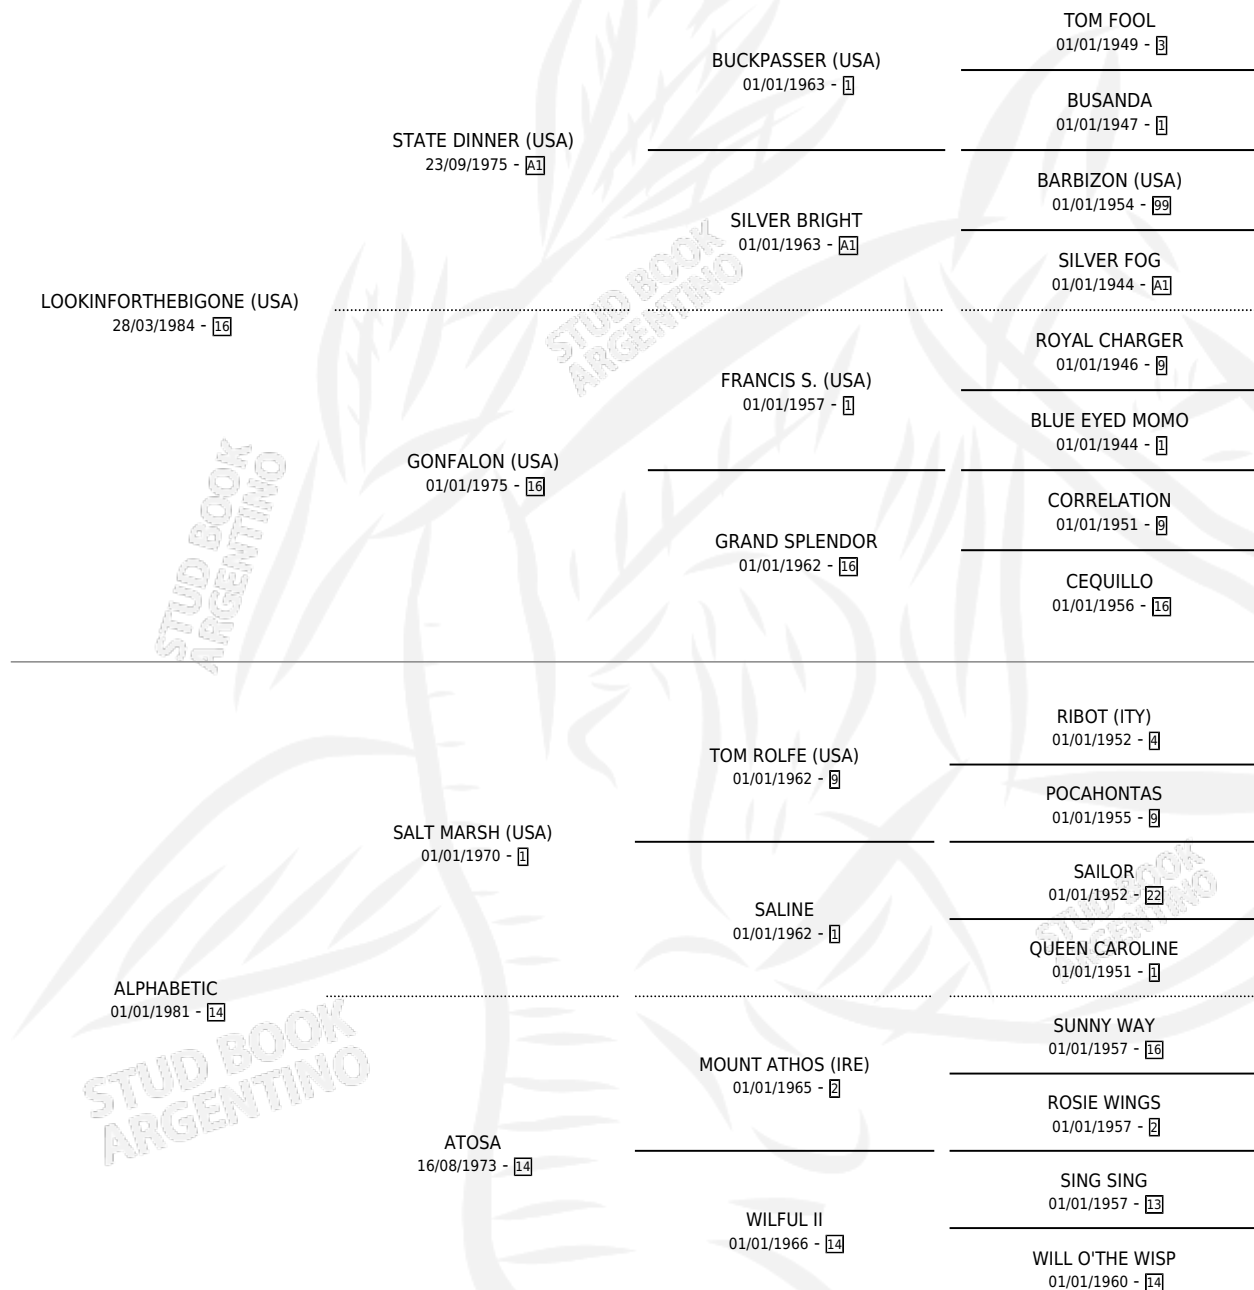 TOM FOOL
01/01/1949 - 3
BUCKPASSER (USA)
01/01/1963 - 1
BUSANDA
01/01/1947 - 1
STATE DINNER (USA)
23/09/1975 - A1
BARBIZON (USA)
01/01/1954 - 99
SILVER BRIGHT
01/01/1963 - A1
SILVER FOG
01/01/1944 - A1
LOOKINFORTHEBIGONE (USA)
28/03/1984 - 16
ROYAL CHARGER
01/01/1946 - 9
FRANCIS S. (USA)
01/01/1957 - 1
BLUE EYED MOMO
01/01/1944 - 1
GONFALON (USA)
01/01/1975 - 16
CORRELATION
01/01/1951 - 9
GRAND SPLENDOR
01/01/1962 - 16
CEQUILLO
01/01/1956 - 16
RIBOT (ITY)
01/01/1952 - 4
TOM ROLFE (USA)
01/01/1962 - 9
POCAHONTAS
01/01/1955 - 9
SALT MARSH (USA)
01/01/1970 - 1
SAILOR
01/01/1952 - 22
SALINE
01/01/1962 - 1
QUEEN CAROLINE
01/01/1951 - 1
ALPHABETIC
01/01/1981 - 14
SUNNY WAY
01/01/1957 - 16
MOUNT ATHOS (IRE)
01/01/1965 - 2
ROSIE WINGS
01/01/1957 - 2
ATOSA
16/08/1973 - 14
SING SING
01/01/1957 - 13
WILFUL II
01/01/1966 - 14
WILL O'THE WISP
01/01/1960 - 14
STUD BOOK
ARGENTINO
STUD BOOK
ARGENTINO
STUD BOOK
ARGENTINO
STUD BOOK
ARGENTINO